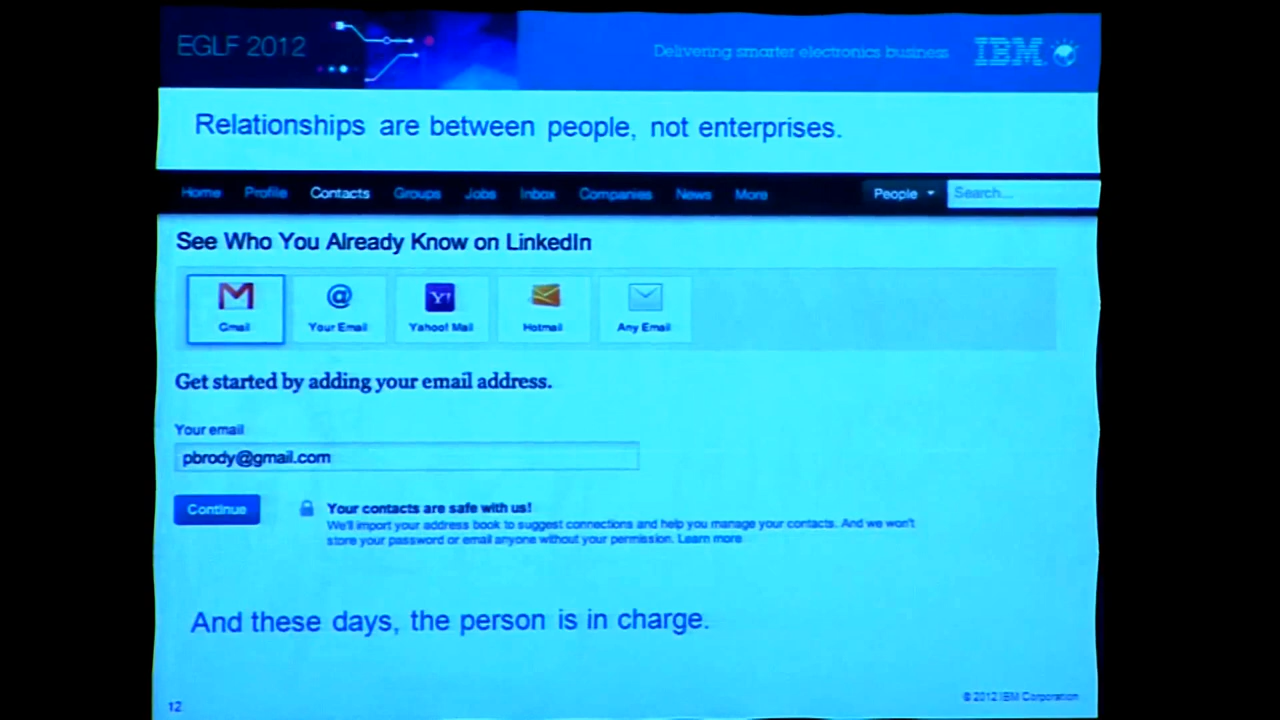 EGLF 2012
Delivering smarter electronics business
IBM
Relationships are between people, not enterprises.
Home Profile Contacts Groups Jobs Inbox Companies News More People Search...
See Who You Already Know on LinkedIn
Gmail Your Email Yahoo! Mail Hotmail Any Email
Get started by adding your email address.
Your email
pbrody@gmail.com
Continue
Your contacts are safe with us!
We'll import your address book to suggest connections and help you manage your contacts. And we won't
store your password or email anyone without your permission. Learn more
And these days, the person is in charge.
12
© 2012 IBM Corporation